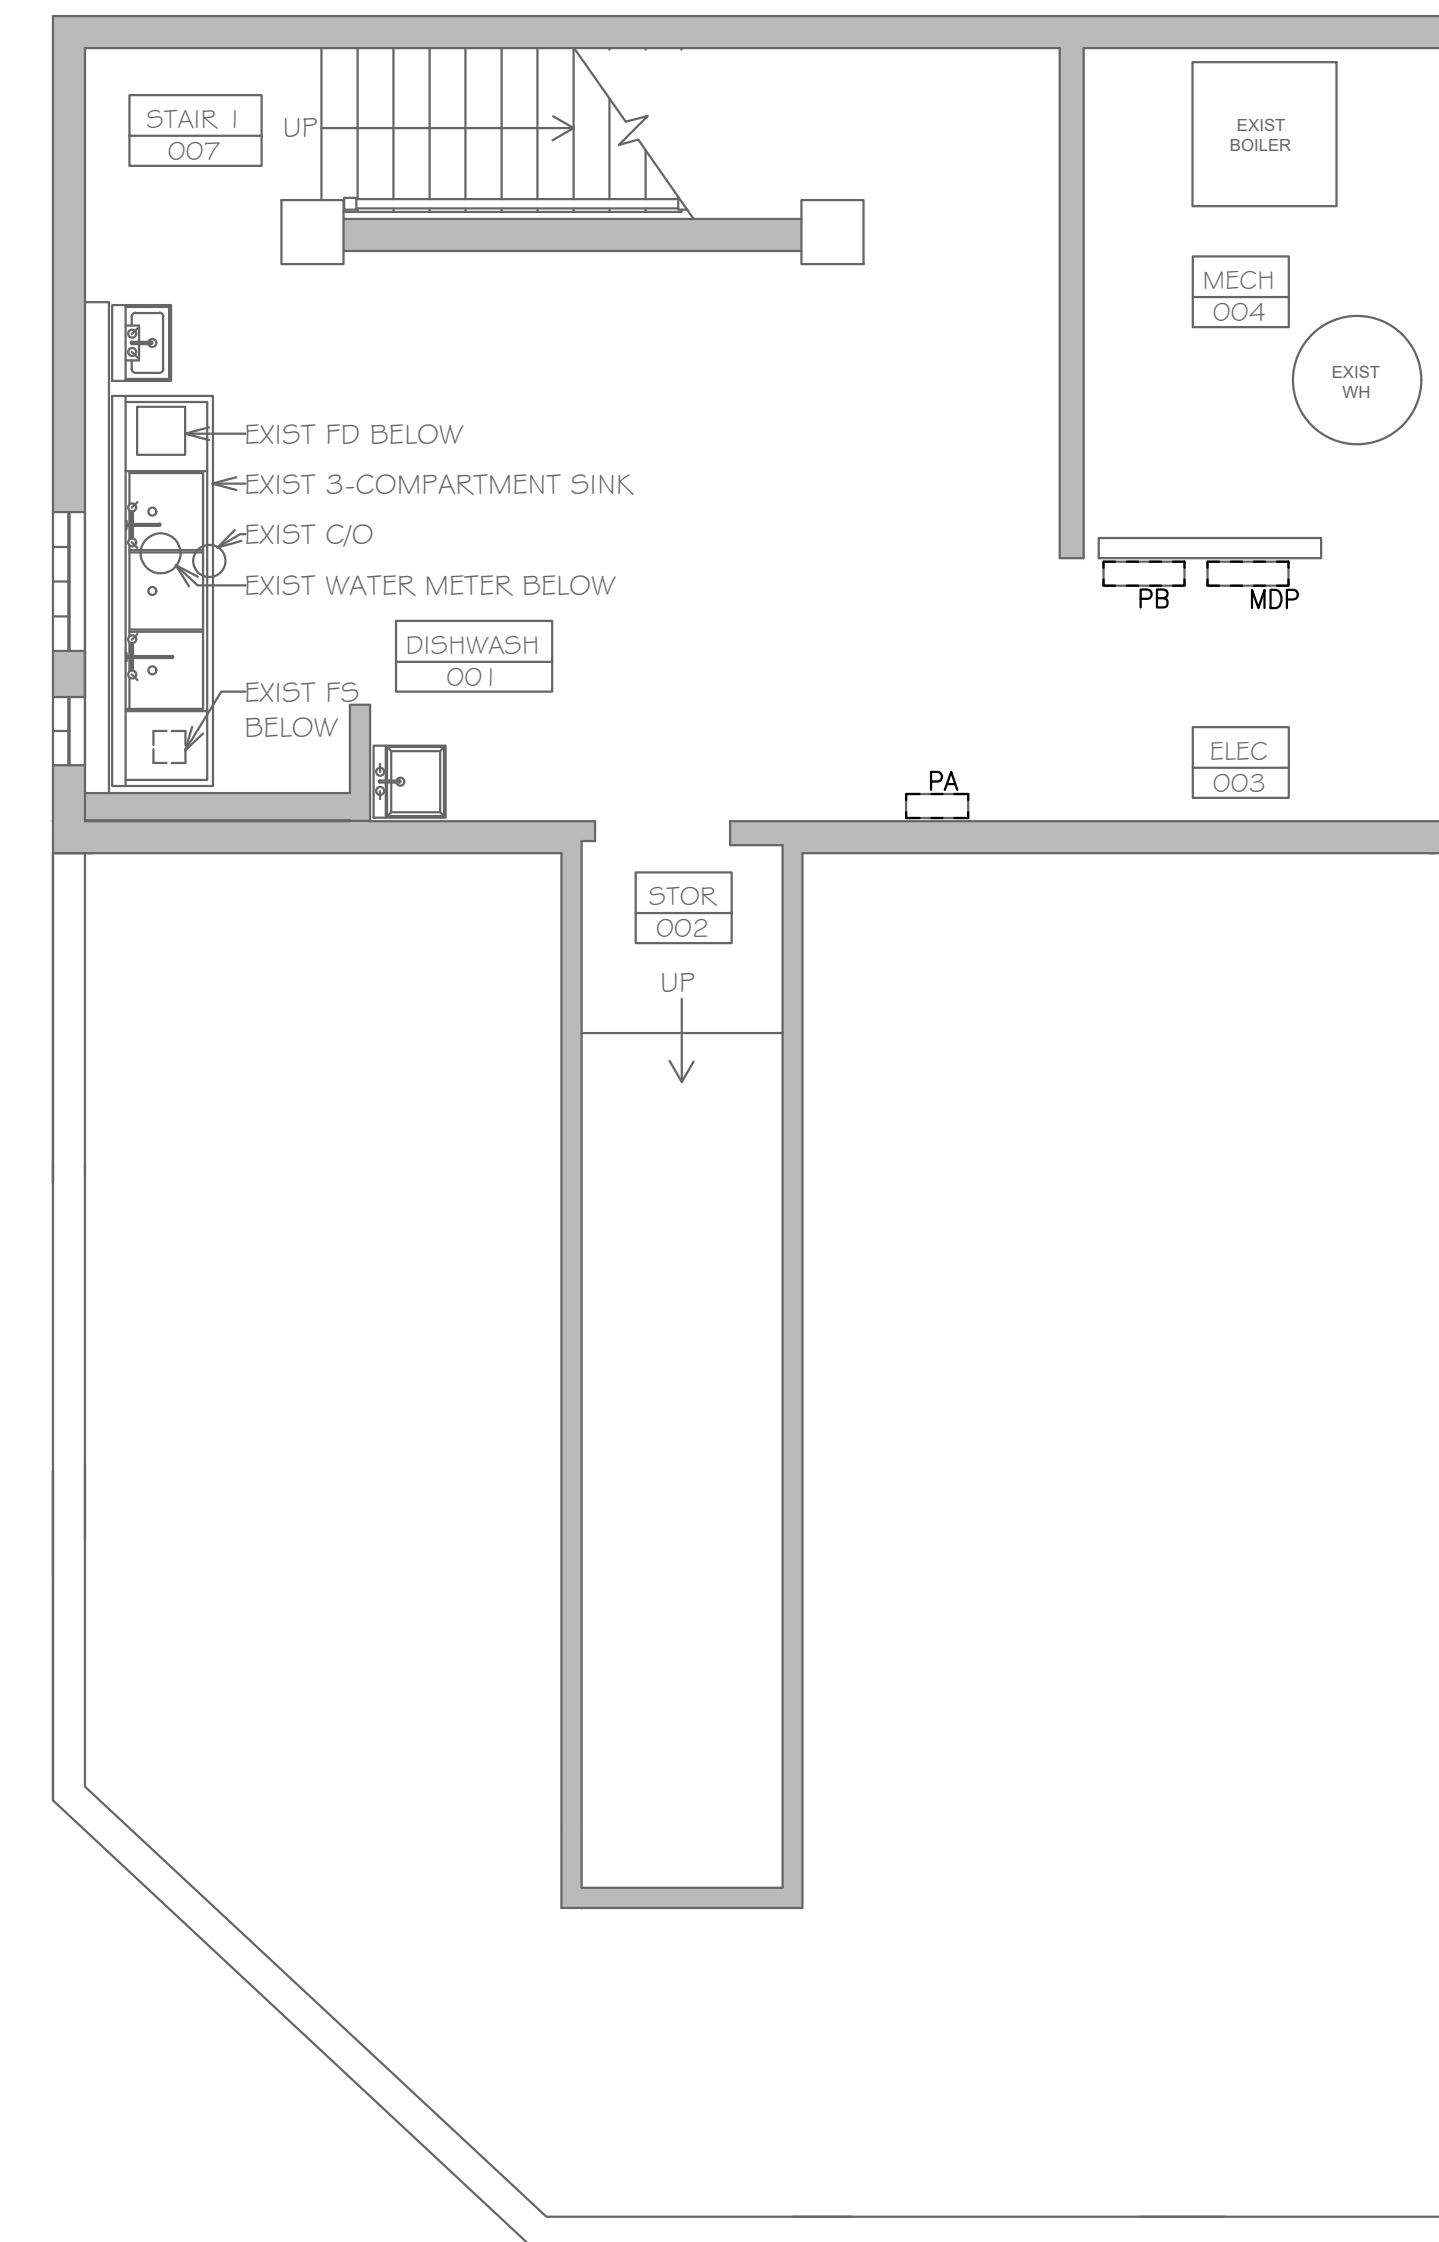 STAIR 1
007
UP
EXIST
BOILER
MECH
004
EXIST
WH
EXIST FD BELOW
EXIST 3-COMPARTMENT SINK
EXIST C/O
EXIST WATER METER BELOW
PB
MDP
DISHWASH
001
EXIST FS
BELOW
ELEC
003
PA
STOR
002
UP